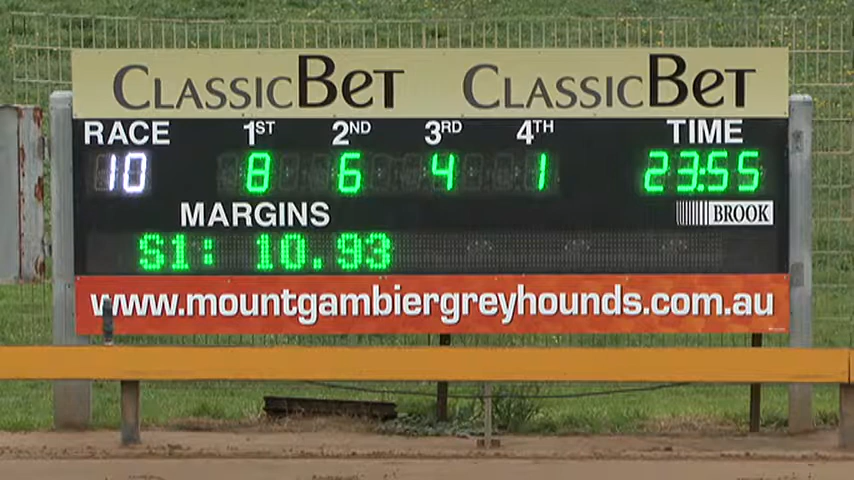 CLASSICBET CLASSICBET
RACE 1ST 2ND 3RD 4TH TIME
10 8 6 4 1 23.55
MARGINS BROOK
S1: 10.93
www.mountgambiergreyhounds.com.au